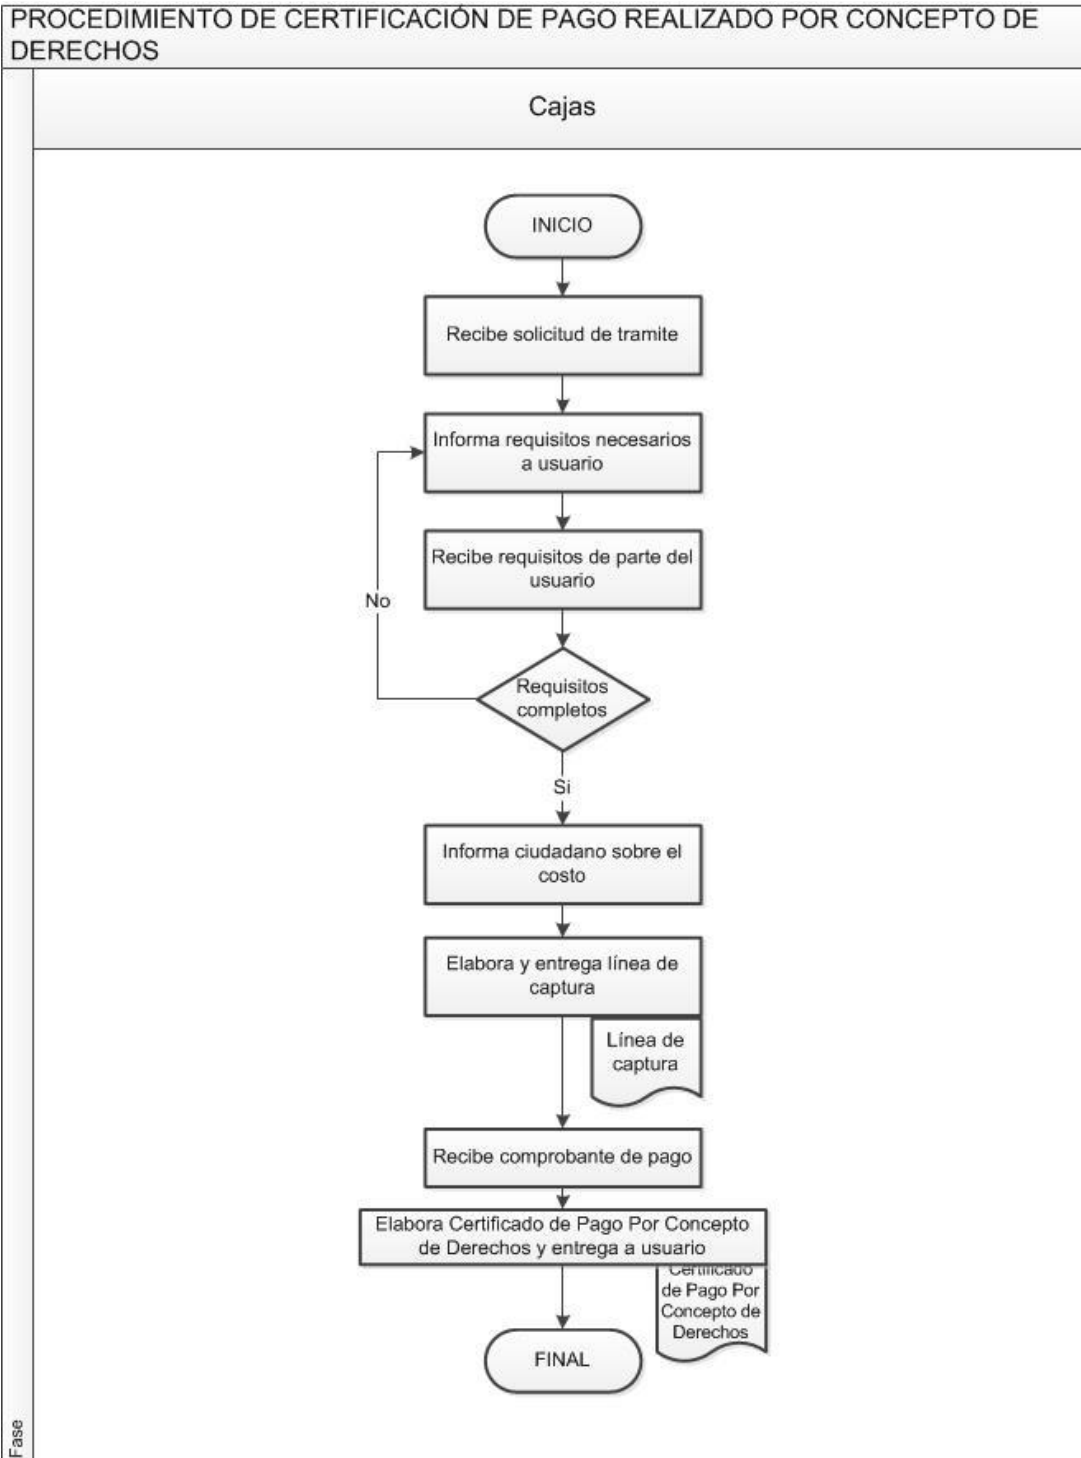 PROCEDIMIENTO DE CERTIFICACIÓN DE PAGO REALIZADO POR CONCEPTO DE
DERECHOS
Cajas
INICIO
Recibe solicitud de tramite
Informa requisitos necesarios
a usuario
Recibe requisitos de parte del
usuario
No
Requisitos
completos
Si
Informa ciudadano sobre el
costo
Elabora y entrega línea de
captura
Línea de
captura
Recibe comprobante de pago
Elabora Certificado de Pago Por Concepto
de Derechos y entrega a usuario
Certificado
de Pago Por
Concepto de
Derechos
FINAL
Fase